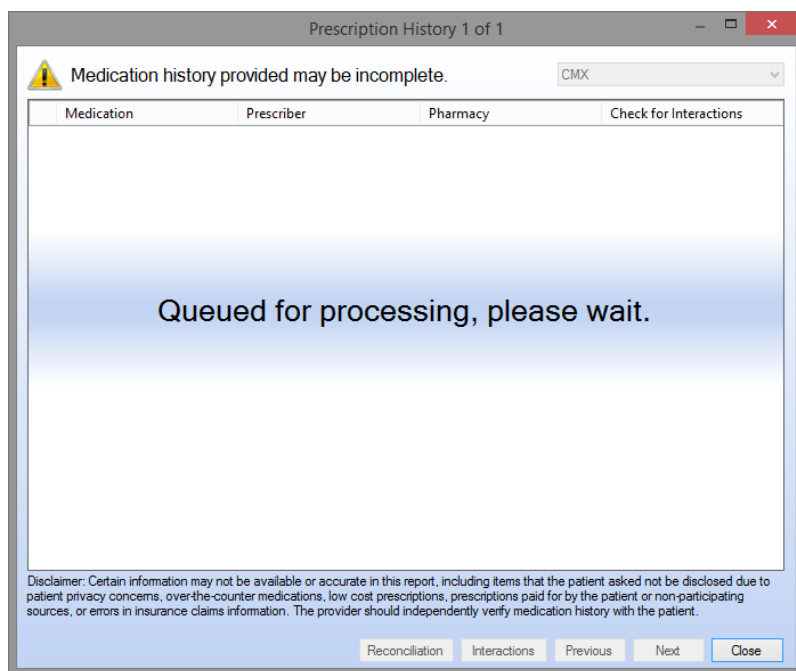 Prescription History 1 of 1
Medication history provided may be incomplete.
CMX
Medication Prescriber Pharmacy Check for Interactions
Queued for processing, please wait.
Disclaimer: Certain information may not be available or accurate in this report, including items that the patient asked not be disclosed due to
patient privacy concerns, over-the-counter medications, low cost prescriptions, prescriptions paid for by the patient or non-participating
sources, or errors in insurance claims information. The provider should independently verify medication history with the patient.
Reconciliation Interactions Previous Next Close